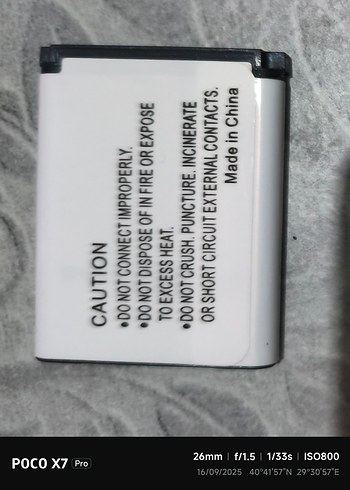 CAUTION
•DO NOT CONNECT IMPROPERLY.
•DO NOT DISPOSE OF IN FIRE OR EXPOSE
TO EXCESS HEAT.
•DO NOT CRUSH. PUNCTURE. INCINERATE
OR SHORT CIRCUIT EXTERNAL CONTACTS.
Made in China
POCO X7 Pro
26mm | f/1.5 | 1/33s | ISO800
16/09/2025 40°41'57"N 29°30'57"E